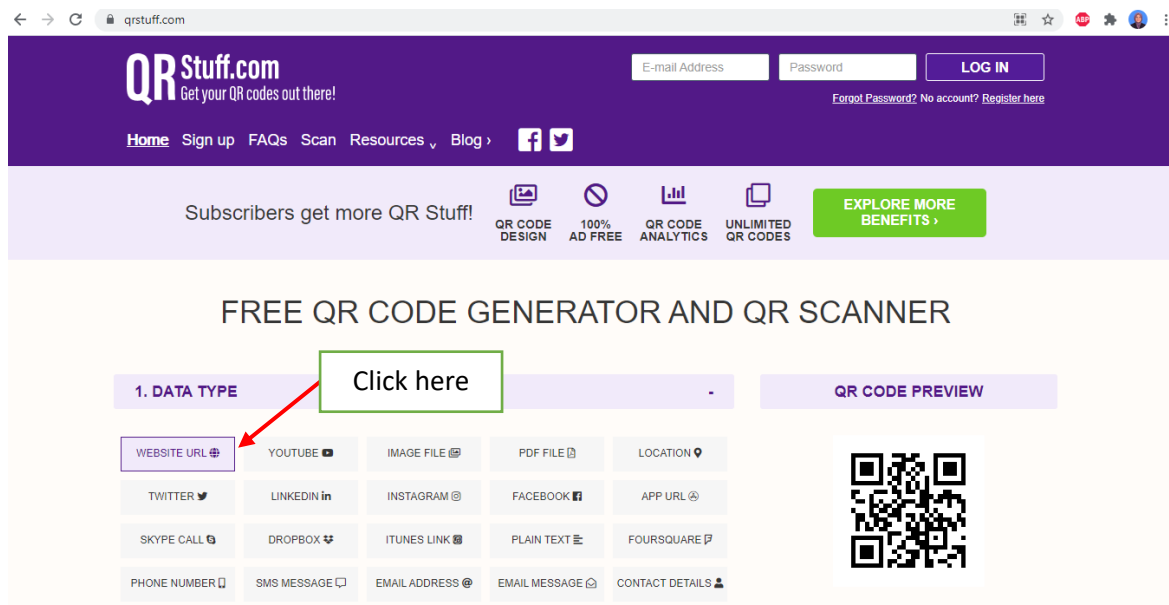 qrstuff.com
ABP
QR Stuff.com
Get your QR codes out there!
E-mail Address
Password
LOG IN
Forgot Password? No account? Register here
Home Sign up FAQs Scan Resources Blog ›
Subscribers get more QR Stuff!
QR CODE DESIGN
100% AD FREE
QR CODE ANALYTICS
UNLIMITED QR CODES
EXPLORE MORE
BENEFITS ›
FREE QR CODE GENERATOR AND QR SCANNER
Click here
1. DATA TYPE -
QR CODE PREVIEW
WEBSITE URL YOUTUBE IMAGE FILE PDF FILE LOCATION
TWITTER LINKEDIN in INSTAGRAM FACEBOOK APP URL
SKYPE CALL DROPBOX ITUNES LINK PLAIN TEXT FOURSQUARE
PHONE NUMBER SMS MESSAGE EMAIL ADDRESS @ EMAIL MESSAGE CONTACT DETAILS